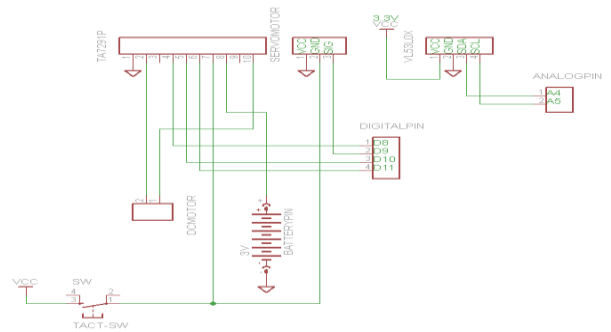 3.3V
VCC
TA7291P
1 2 3 4 5 6 7 8 9 10
SERVOMOTOR
VCC
GND
SIG
1 2 3
VL53L0X
VCC
GND
SDA
SCL
1 2 3 4
ANALOGPIN
1 A4
2 A5
DIGITALPIN
1 D8
2 D9
3 D10
4 D11
2 1
DCMOTOR
+
+
3V
BATTERYPIN
-
-
VCC
SW
4 2
3 1
TACT-SW